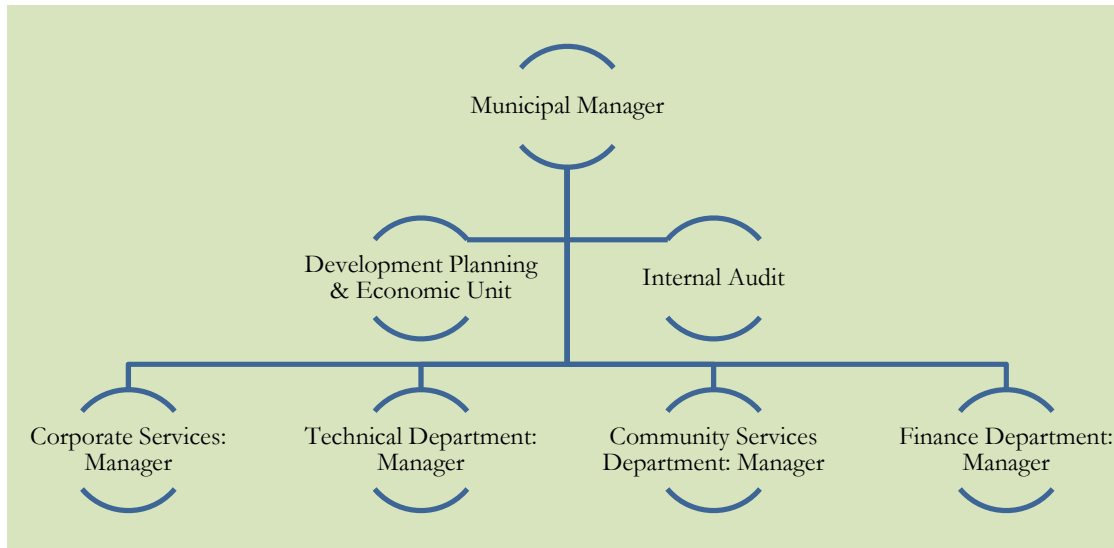 Municipal Manager
Development Planning
& Economic Unit
Internal Audit
Corporate Services:
Manager
Technical Department:
Manager
Community Services
Department: Manager
Finance Department:
Manager